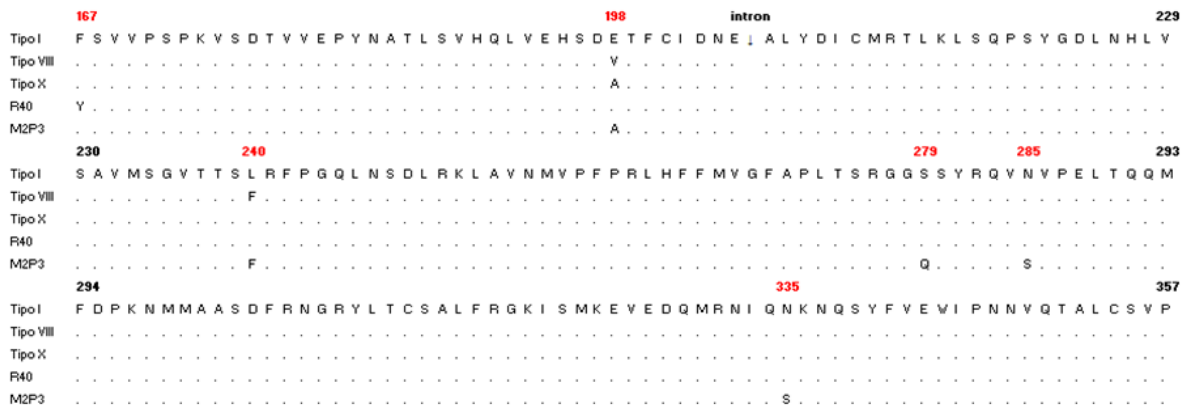 167 198 intron 229
Tipo I F S V V P S P K V S D T V V E P Y N A T L S V H Q L V E H S D E T F C I D N E ↓ A L Y D I C M R T L K L S Q P S Y G D L N H L V
Tipo VIII . . . . . . . . . . . . . . . . . . . . . . . . . . . . . . . V . . . . . . . . . . . . . . . . . . . . . . . . . . . . . . .
Tipo X . . . . . . . . . . . . . . . . . . . . . . . . . . . . . . . A . . . . . . . . . . . . . . . . . . . . . . . . . . . . . . .
R40 Y . . . . . . . . . . . . . . . . . . . . . . . . . . . . . . . . . . . . . . . . . . . . . . . . . . . . . . . . . . . . . .
M2P3 . . . . . . . . . . . . . . . . . . . . . . . . . . . . . . . A . . . . . . . . . . . . . . . . . . . . . . . . . . . . . . .
230 240 279 285 293
Tipo I S A V M S G V T T S L R F P G Q L N S D L R K L A V N M V P F P R L H F F M V G F A P L T S R G G S S Y R Q V N V P E L T Q Q M
Tipo VIII . . . . . . . . . . F . . . . . . . . . . . . . . . . . . . . . . . . . . . . . . . . . . . . . . . . . . . . . . . . . . . . .
Tipo X . . . . . . . . . . . . . . . . . . . . . . . . . . . . . . . . . . . . . . . . . . . . . . . . . . . . . . . . . . . . . . . .
R40 . . . . . . . . . . . . . . . . . . . . . . . . . . . . . . . . . . . . . . . . . . . . . . . . . . . . . . . . . . . . . . . .
M2P3 . . . . . . . . . . F . . . . . . . . . . . . . . . . . . . . . . . . . . . . . . . . . . . . . . Q . . . . . S . . . . . . . .
294 335 357
Tipo I F D P K N M M A A S D F R N G R Y L T C S A L F R G K I S M K E V E D Q M R N I Q N K N Q S Y F V E W I P N N V Q T A L C S V P
Tipo VIII . . . . . . . . . . . . . . . . . . . . . . . . . . . . . . . . . . . . . . . . . . . . . . . . . . . . . . . . . . . . . . . .
Tipo X . . . . . . . . . . . . . . . . . . . . . . . . . . . . . . . . . . . . . . . . . . . . . . . . . . . . . . . . . . . . . . . .
R40 . . . . . . . . . . . . . . . . . . . . . . . . . . . . . . . . . . . . . . . . . . . . . . . . . . . . . . . . . . . . . . . .
M2P3 . . . . . . . . . . . . . . . . . . . . . . . . . . . . . . . . . . . . . . . . . S . . . . . . . . . . . . . . . . . . . . . .